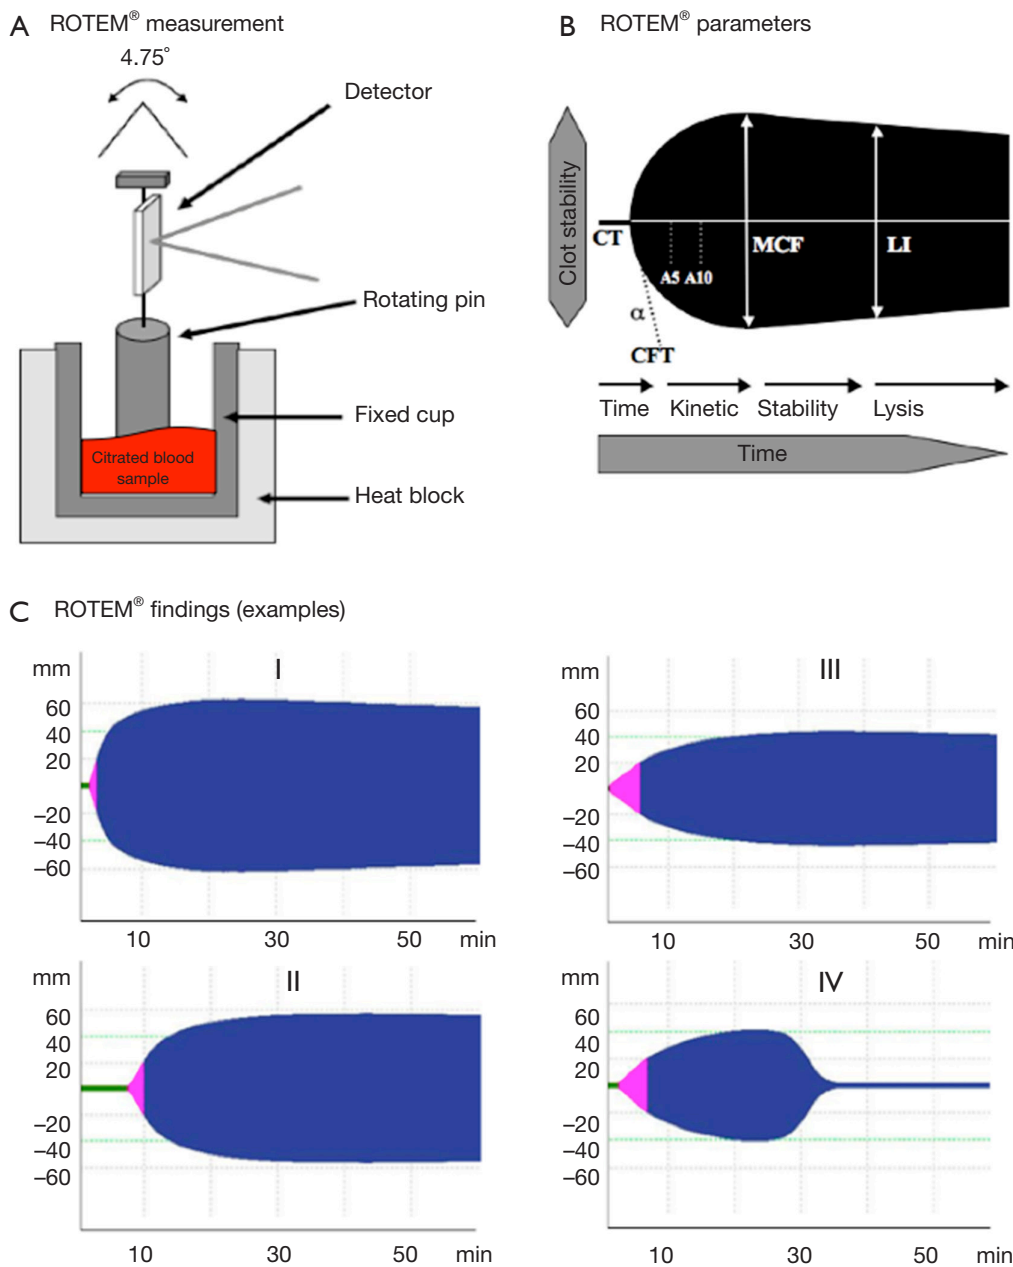 A ROTEM® measurement
4.75°
Detector
Rotating pin
Fixed cup
Citrated blood
sample
Heat block
B ROTEM® parameters
Clot stability
CT
MCF
LI
A5 A10
α
CFT
Time Kinetic Stability Lysis
Time
C ROTEM® findings (examples)
I
mm
60
40
20
–20
–40
–60
10 30 50 min
III
mm
60
40
20
–20
–40
–60
10 30 50 min
II
mm
60
40
20
–20
–40
–60
10 30 50 min
IV
mm
60
40
20
–20
–40
–60
10 30 50 min